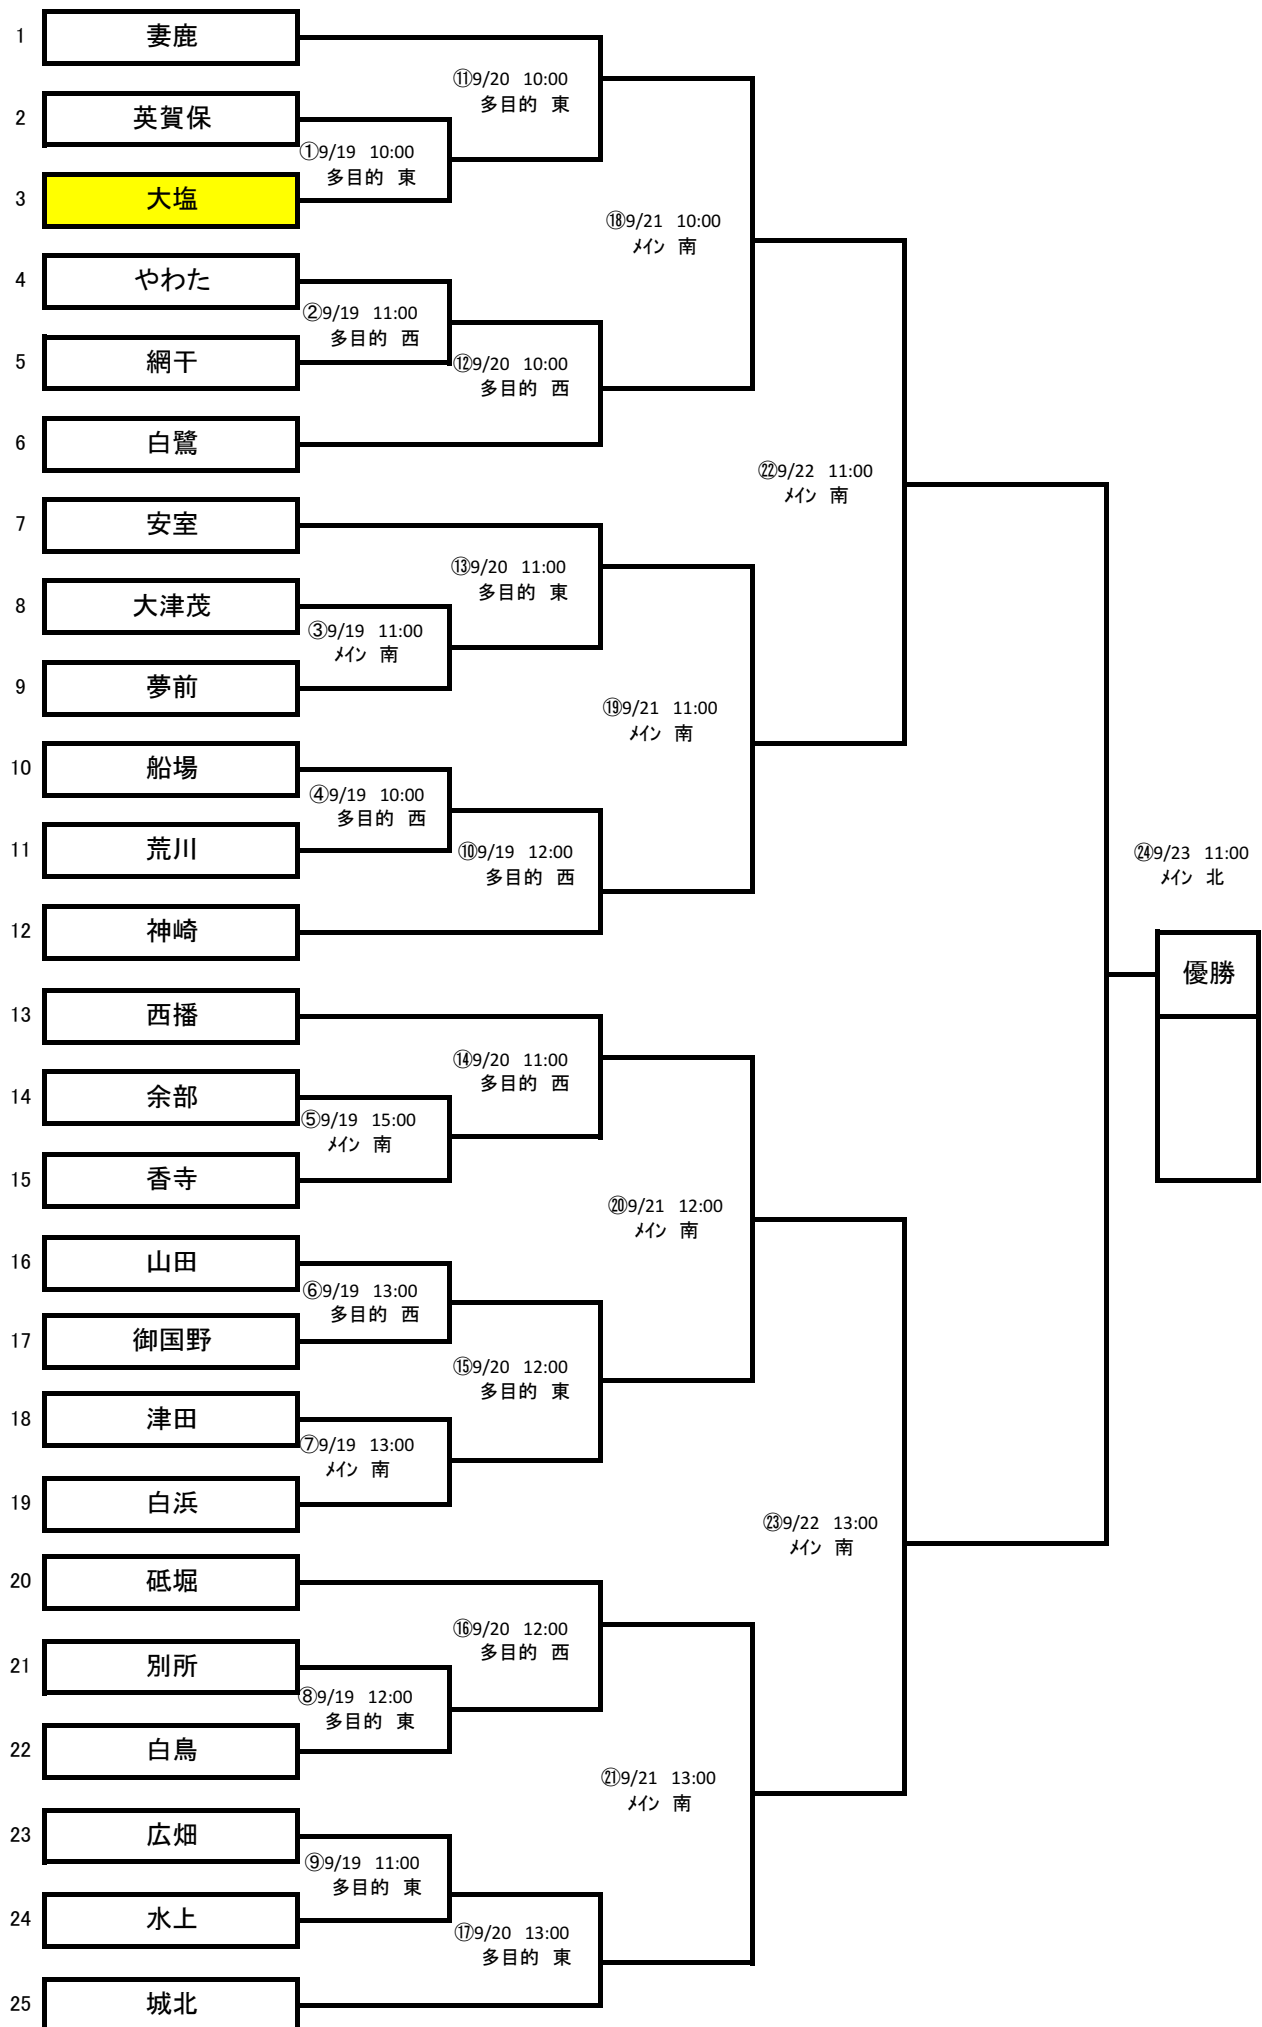 1 妻鹿
⑪9/20 10:00
多目的 東
2 英賀保
①9/19 10:00
多目的 東
3 大塩
⑱9/21 10:00
ﾒｲﾝ 南
4 やわた
②9/19 11:00
多目的 西
5 網干
⑫9/20 10:00
多目的 西
6 白鷺
㉒9/22 11:00
ﾒｲﾝ 南
7 安室
⑬9/20 11:00
多目的 東
8 大津茂
③9/19 11:00
ﾒｲﾝ 南
9 夢前
⑲9/21 11:00
ﾒｲﾝ 南
10 船場
④9/19 10:00
多目的 西
11 荒川
⑩9/19 12:00
多目的 西
㉔9/23 11:00
ﾒｲﾝ 北
12 神崎
優勝
13 西播
⑭9/20 11:00
多目的 西
14 余部
⑤9/19 15:00
ﾒｲﾝ 南
15 香寺
⑳9/21 12:00
ﾒｲﾝ 南
16 山田
⑥9/19 13:00
多目的 西
17 御国野
⑮9/20 12:00
多目的 東
18 津田
⑦9/19 13:00
ﾒｲﾝ 南
19 白浜
㉓9/22 13:00
ﾒｲﾝ 南
20 砥堀
⑯9/20 12:00
多目的 西
21 別所
⑧9/19 12:00
多目的 東
22 白鳥
㉑9/21 13:00
ﾒｲﾝ 南
23 広畑
⑨9/19 11:00
多目的 東
24 水上
⑰9/20 13:00
多目的 東
25 城北